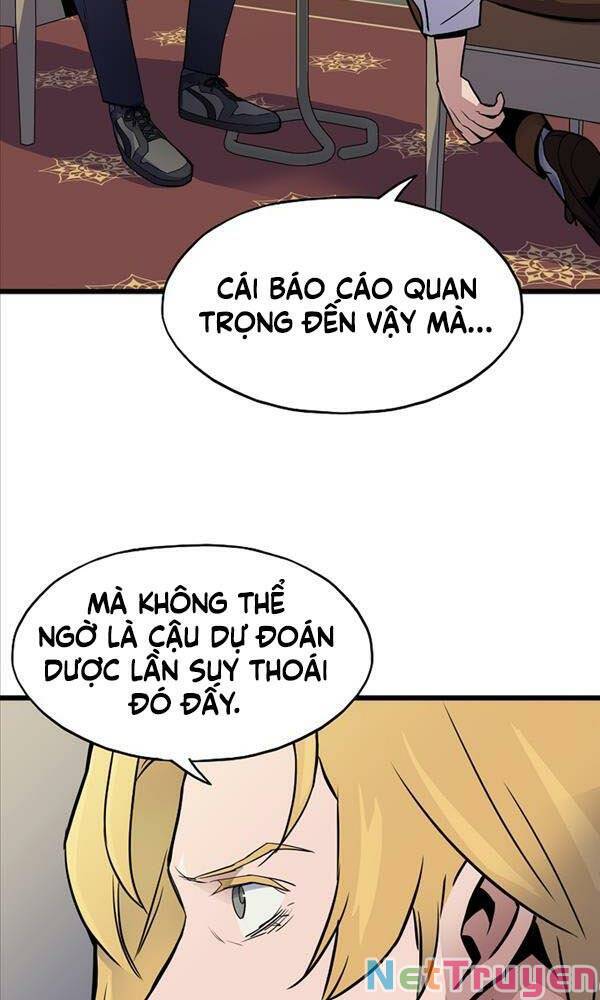 CÁI BÁO CÁO QUAN
TRỌNG ĐẾN VẬY MÀ...
MÀ KHÔNG THỂ
NGỜ LÀ CẬU DỰ ĐOÁN
DƯỢC LẦN SUY THOÁI
ĐÓ ĐẤY.
NETTRUYEN